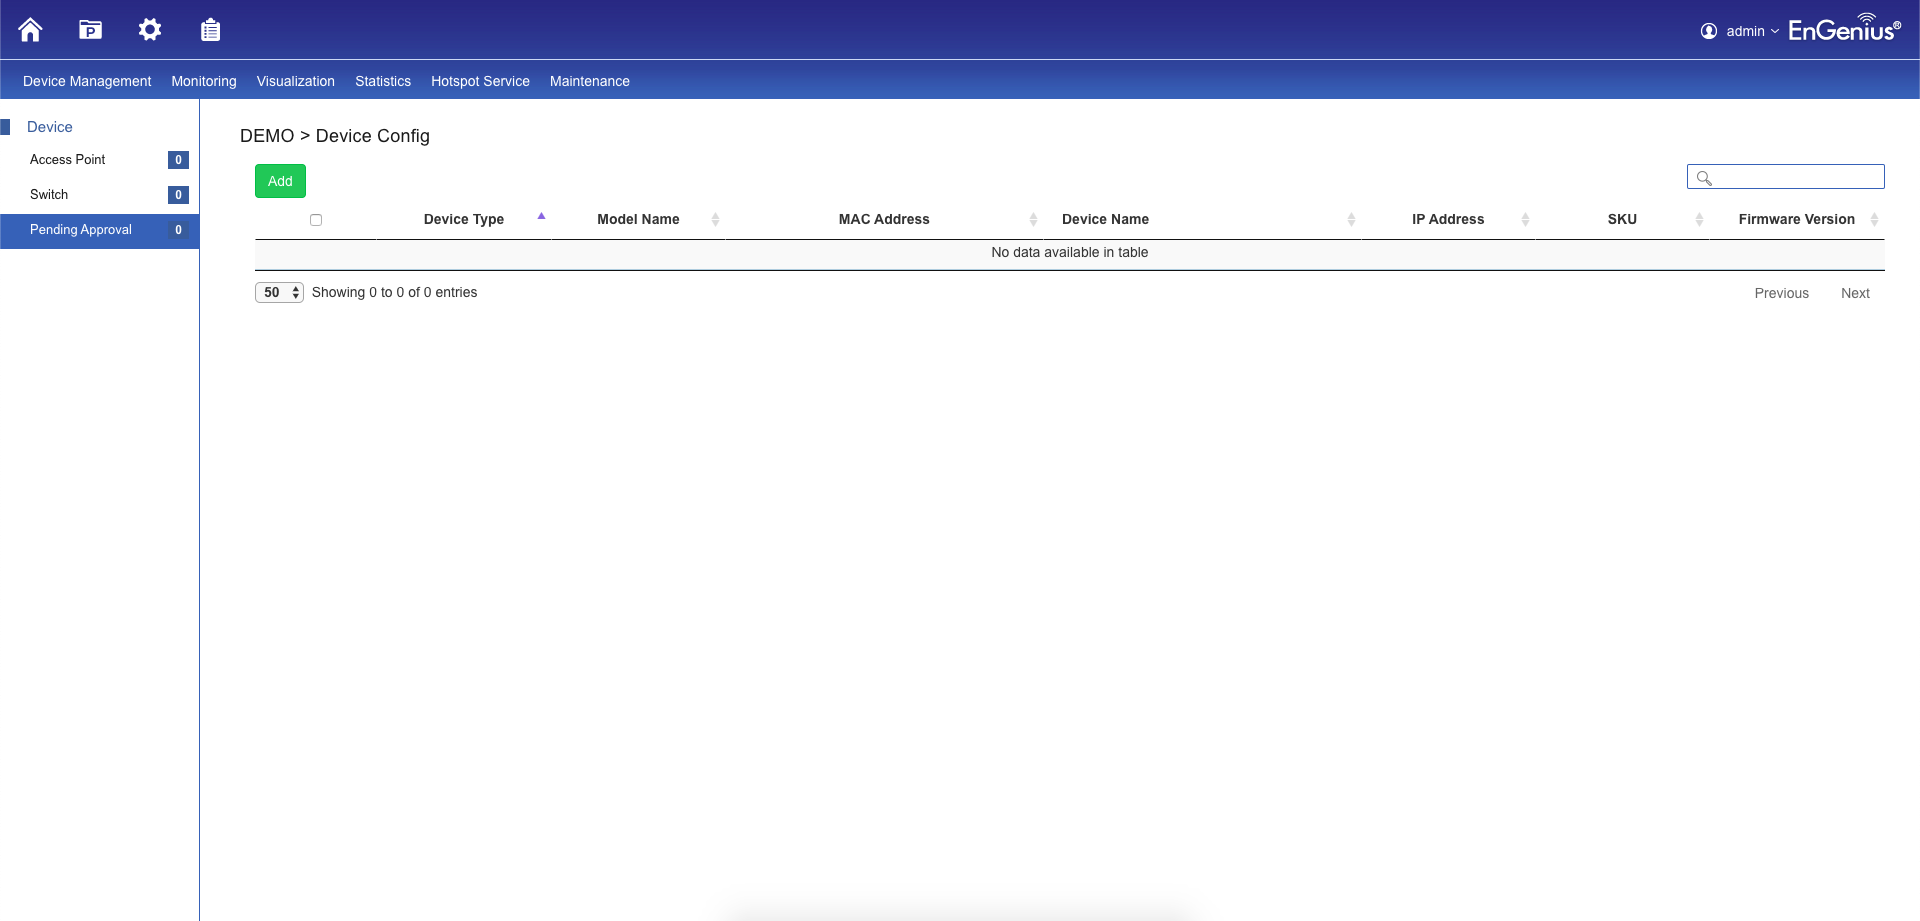 P
admin
EnGenius®
Device Management Monitoring Visualization Statistics Hotspot Service Maintenance
Device
Access Point 0
Switch 0
Pending Approval 0
DEMO > Device Config
Add
Device Type Model Name MAC Address Device Name IP Address SKU Firmware Version
No data available in table
50 Showing 0 to 0 of 0 entries Previous Next